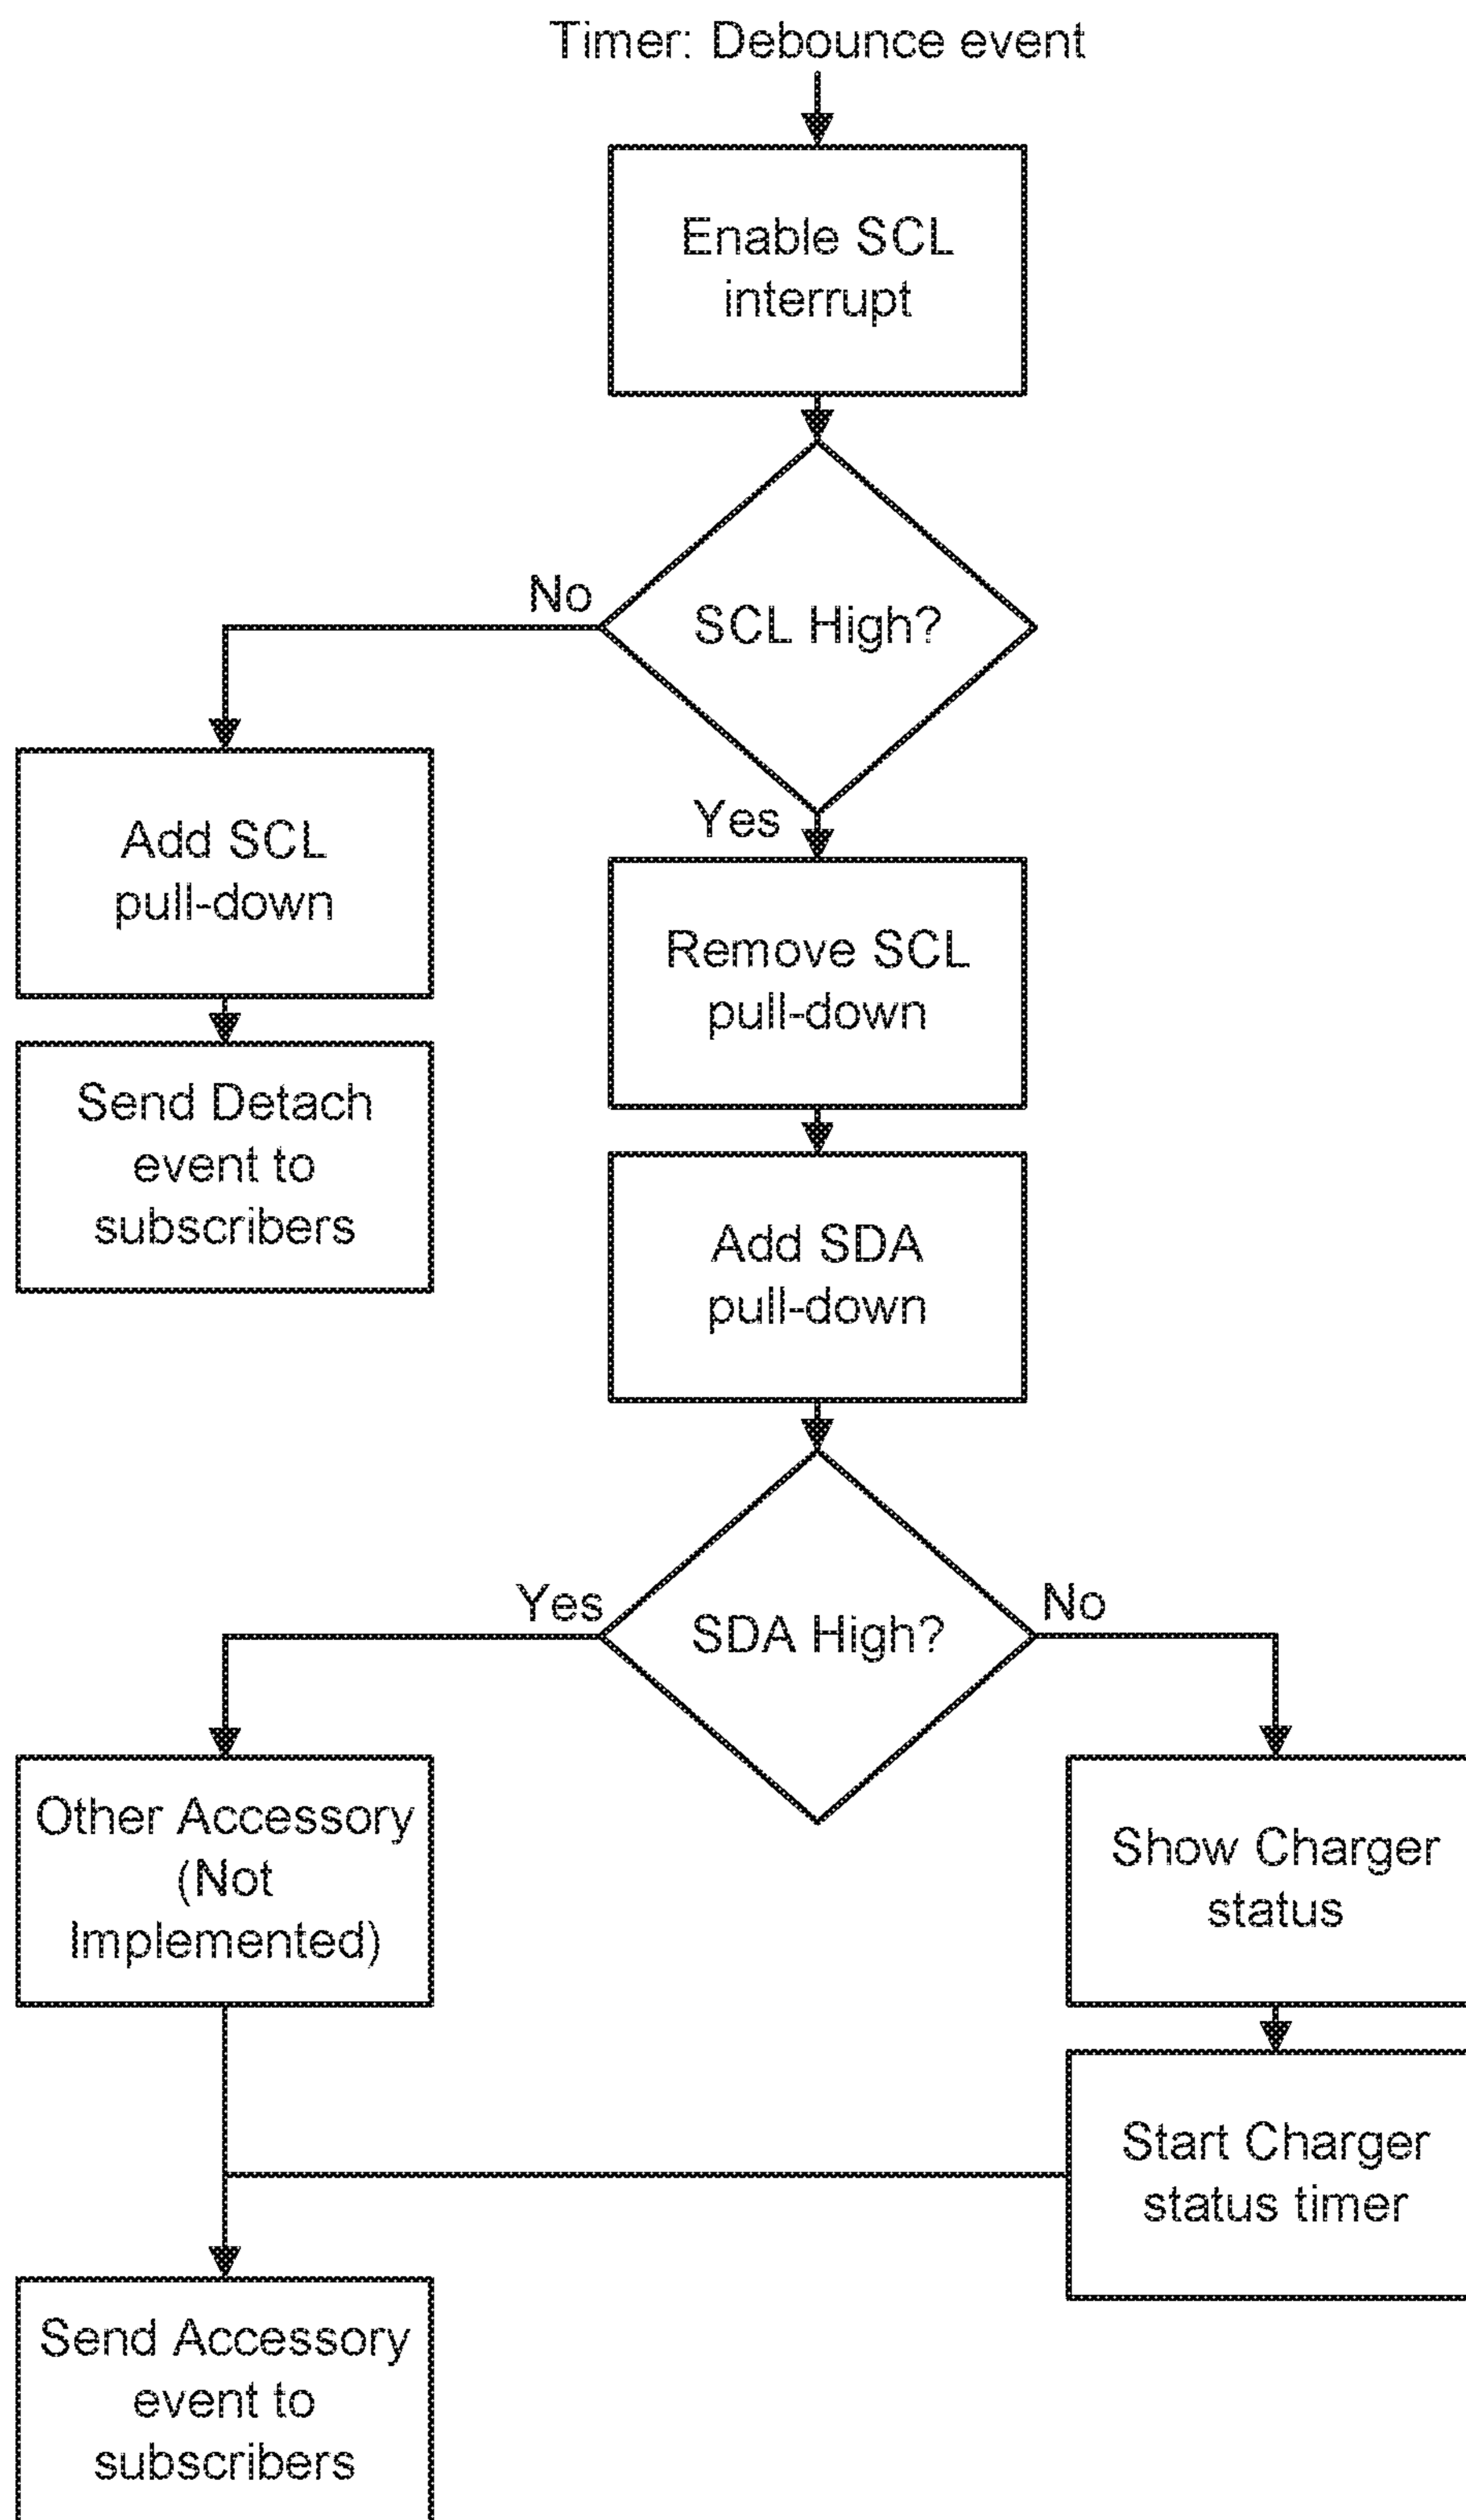 Timer: Debounce event
Enable SCL
interrupt
SCL High?
No
Yes
Add SCL
pull-down
Send Detach
event to
subscribers
Remove SCL
pull-down
Add SDA
pull-down
SDA High?
Yes
No
Other Accessory
(Not
Implemented)
Show Charger
status
Start Charger
status timer
Send Accessory
event to
subscribers